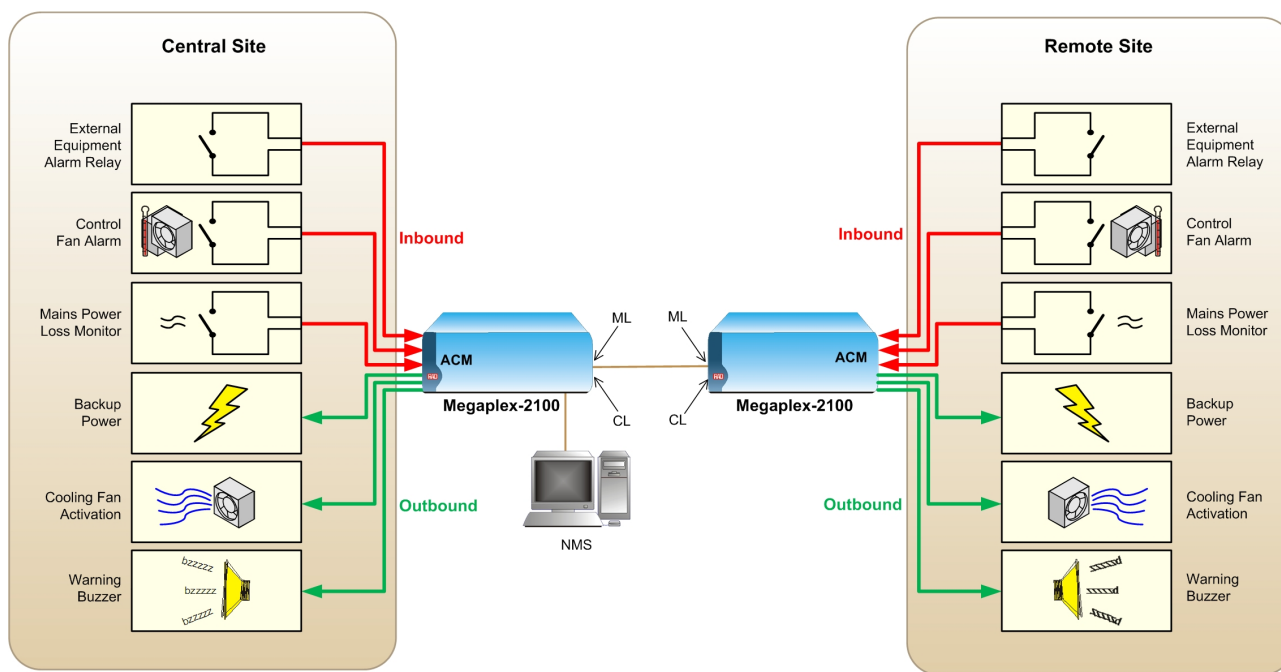 Central Site
External
Equipment
Alarm Relay
Control
Fan Alarm
Mains Power
Loss Monitor
Backup
Power
Cooling Fan
Activation
Warning
Buzzer
bzzzzz
bzzzzz
bzzzzz
Inbound
Outbound
ACM
RAD
Megaplex-2100
ML
CL
NMS
ML
CL
ACM
RAD
Megaplex-2100
Inbound
Outbound
Remote Site
External
Equipment
Alarm Relay
Control
Fan Alarm
Mains Power
Loss Monitor
Backup
Power
Cooling Fan
Activation
Warning
Buzzer